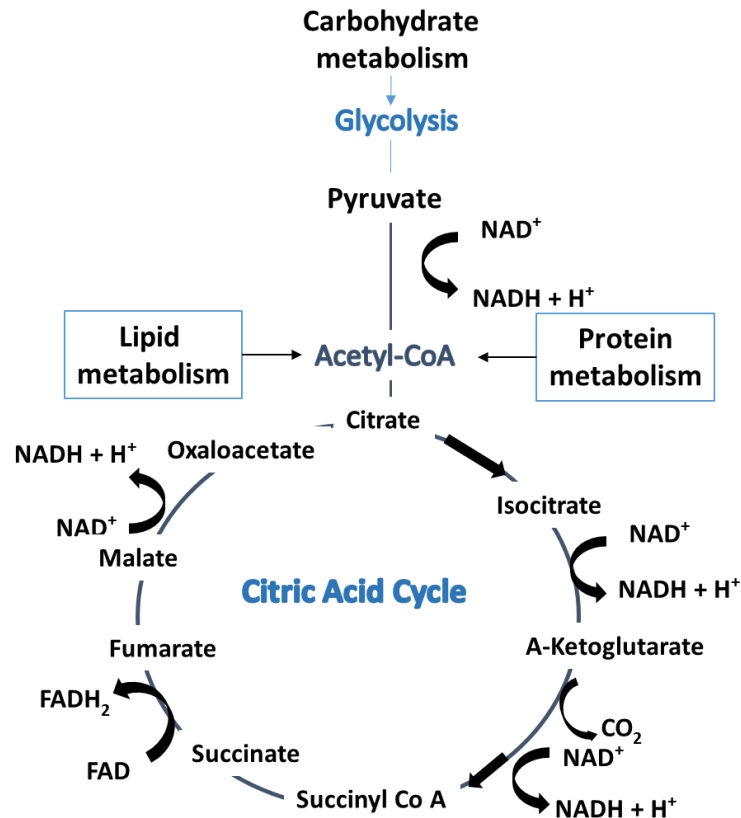 Carbohydrate
metabolism
Glycolysis
Pyruvate
NAD⁺
NADH + H⁺
Lipid
metabolism
Acetyl-CoA
Protein
metabolism
Citrate
Oxaloacetate
NADH + H⁺
NAD⁺
Malate
Isocitrate
NAD⁺
NADH + H⁺
Citric Acid Cycle
Fumarate
A-Ketoglutarate
FADH₂
FAD
Succinate
CO₂
NAD⁺
NADH + H⁺
Succinyl Co A